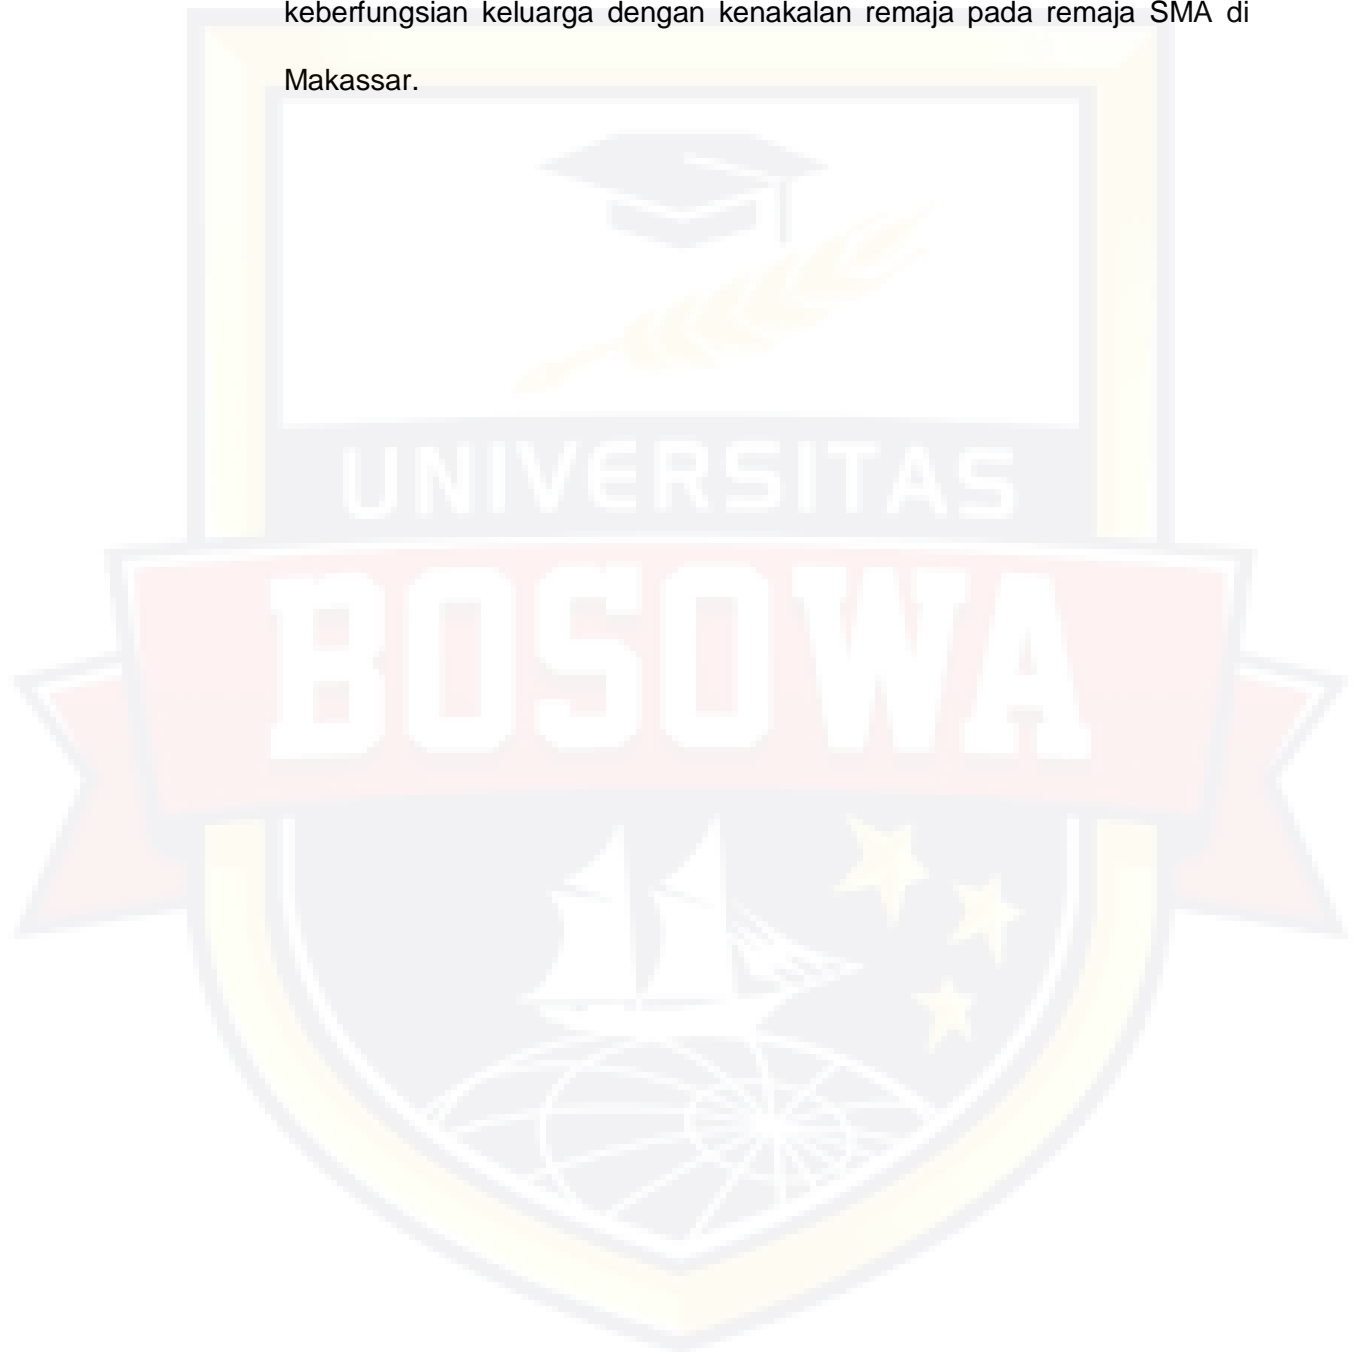 keberfungsian keluarga dengan kenakalan remaja pada remaja SMA di
Makassar.
UNIVERSITAS
BOSOWA